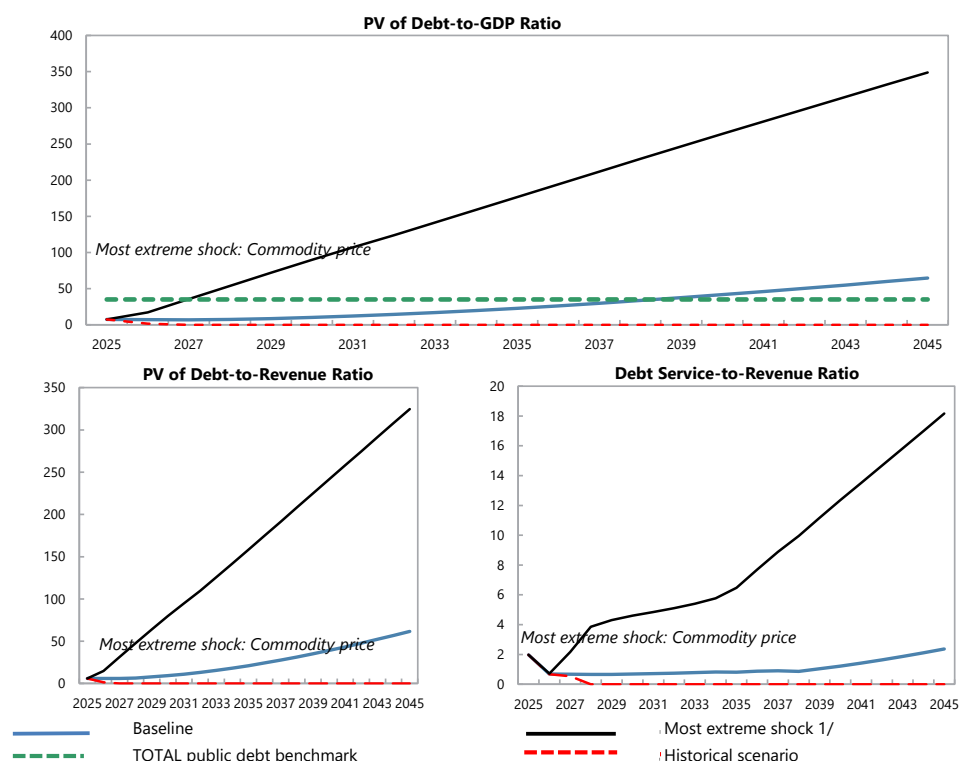 PV of Debt-to-GDP Ratio
400
350
300
250
200
150
100
50
0
Most extreme shock: Commodity price
2025 2027 2029 2031 2033 2035 2037 2039 2041 2043 2045
PV of Debt-to-Revenue Ratio
350
300
250
200
150
100
50
0
Most extreme shock: Commodity price
2025 2027 2029 2031 2033 2035 2037 2039 2041 2043 2045
Debt Service-to-Revenue Ratio
20
18
16
14
12
10
8
6
4
2
0
Most extreme shock: Commodity price
2025 2027 2029 2031 2033 2035 2037 2039 2041 2043 2045
Baseline
Most extreme shock 1/
TOTAL public debt benchmark
Historical scenario